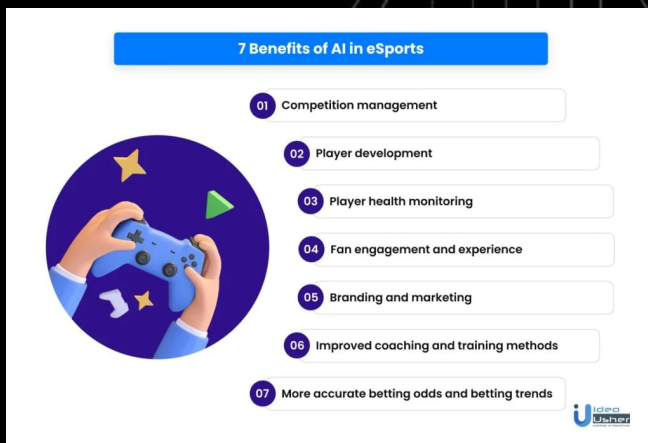 7 Benefits of AI in eSports
01 Competition management
02 Player development
03 Player health monitoring
04 Fan engagement and experience
05 Branding and marketing
06 Improved coaching and training methods
07 More accurate betting odds and betting trends
Idea
Usher